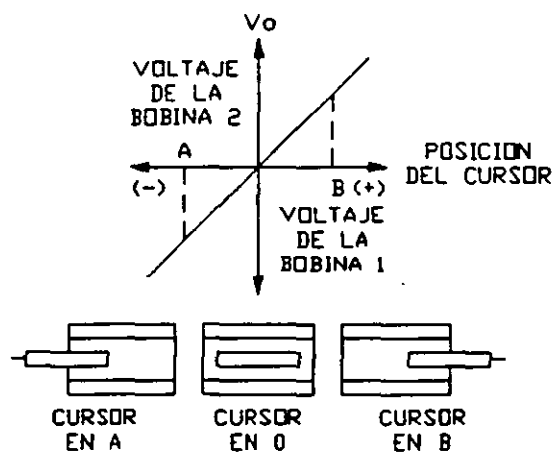 Vo
VOLTAJE
DE LA
BOBINA 2
A
(-)
B (+)
POSICION
DEL CURSOR
VOLTAJE
DE LA
BOBINA 1
CURSOR
EN A
CURSOR
EN 0
CURSOR
EN B